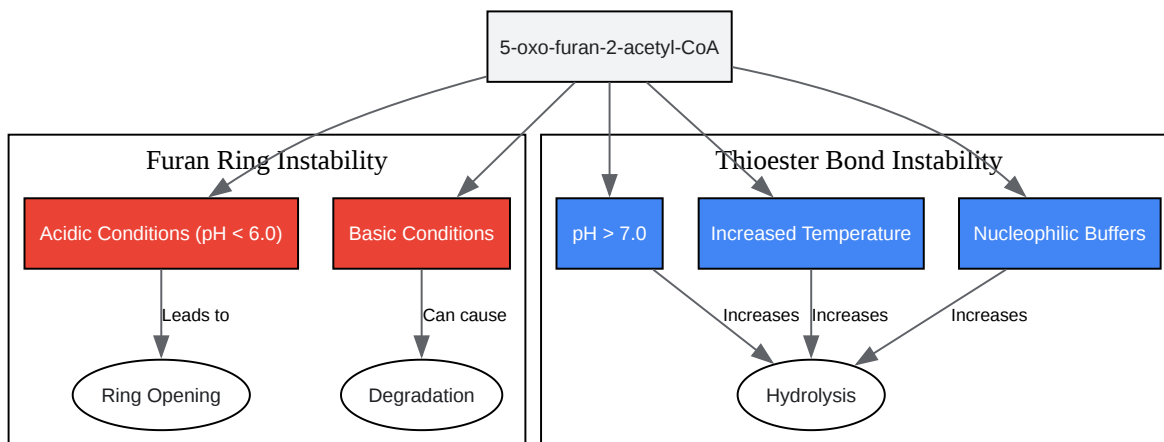 5-oxo-furan-2-acetyl-CoA
Furan Ring Instability
Thioester Bond Instability
Acidic Conditions (pH < 6.0)
Basic Conditions
pH > 7.0
Increased Temperature
Nucleophilic Buffers
Leads to
Can cause
Increases
Increases
Increases
Ring Opening
Degradation
Hydrolysis